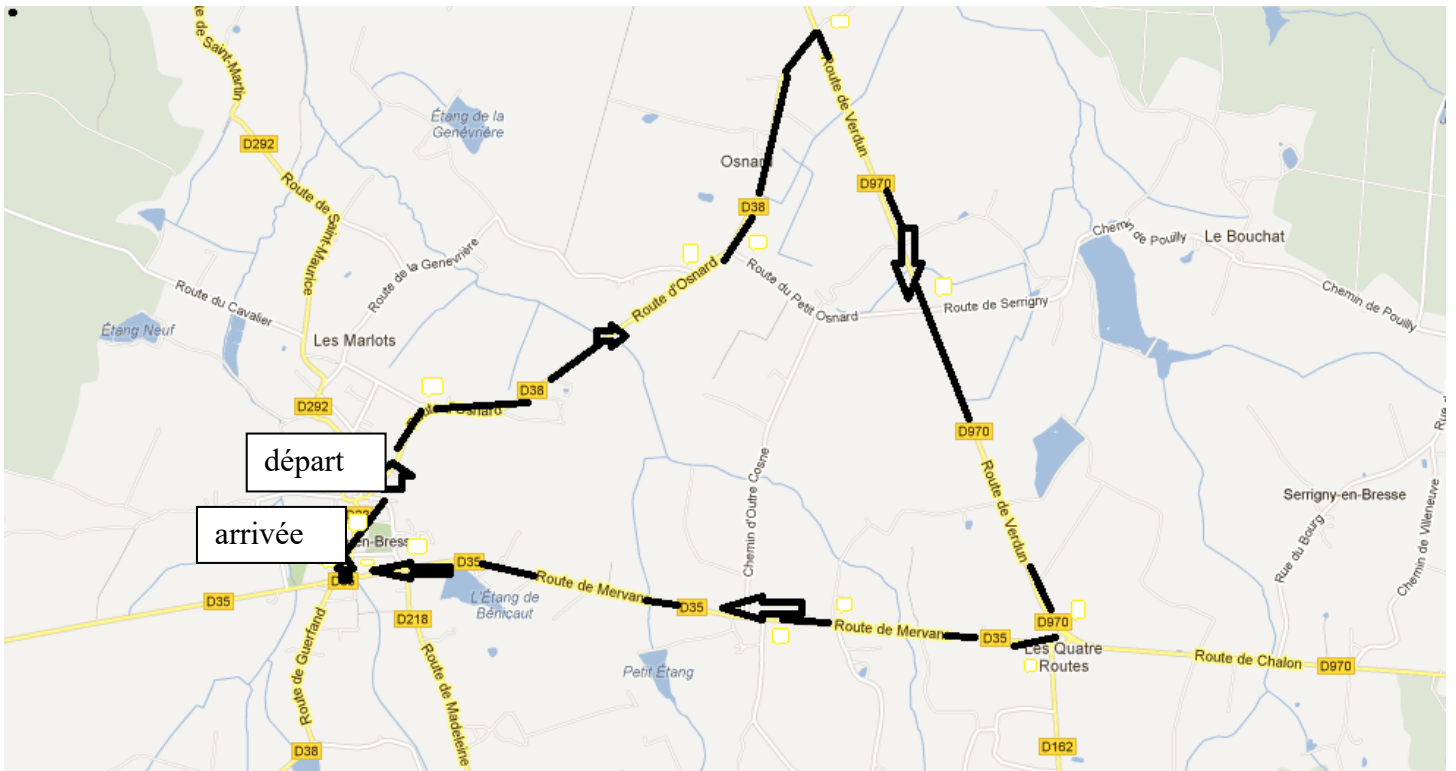 Route de Saint-Martin
D292
Étang de la
Genévrière
Route de Verdun
Osnard
D970
D38
Route de Saint-Maurice
Route de la Genevrière
Chemin de Pouilly
Le Bouchat
Route du Cavalier
Route d'Osnard
Route du Petit Osnard
Route de Serrigny
Chemin de Pouilly
Étang Neuf
Les Marlots
D38
D292
Route d'Osnard
D970
départ
Chemin d'Outre Cosne
Route de Verdun
Serrigny-en-Bresse
Rue du Bourg
Chemin de Villeneuve
arrivée
en-Bress
D35
Route de Mervan
L'Étang de
Bénicaut
D35
D35
D218
Route de Mervan
D35
D970
Les Quatre
Routes
Route de Chalon
D970
Petit Étang
Route de Guerfand
Route de Madeleine
D38
D162